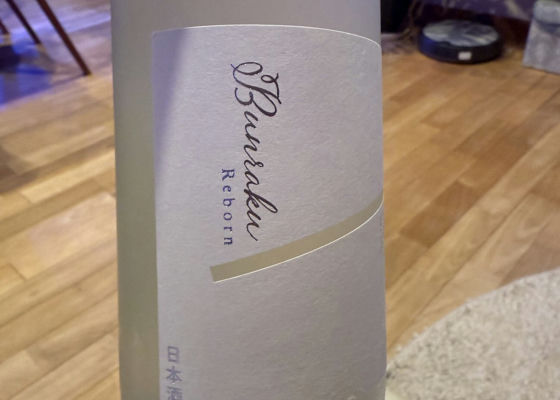 Bunraku
Reborn
日本酒